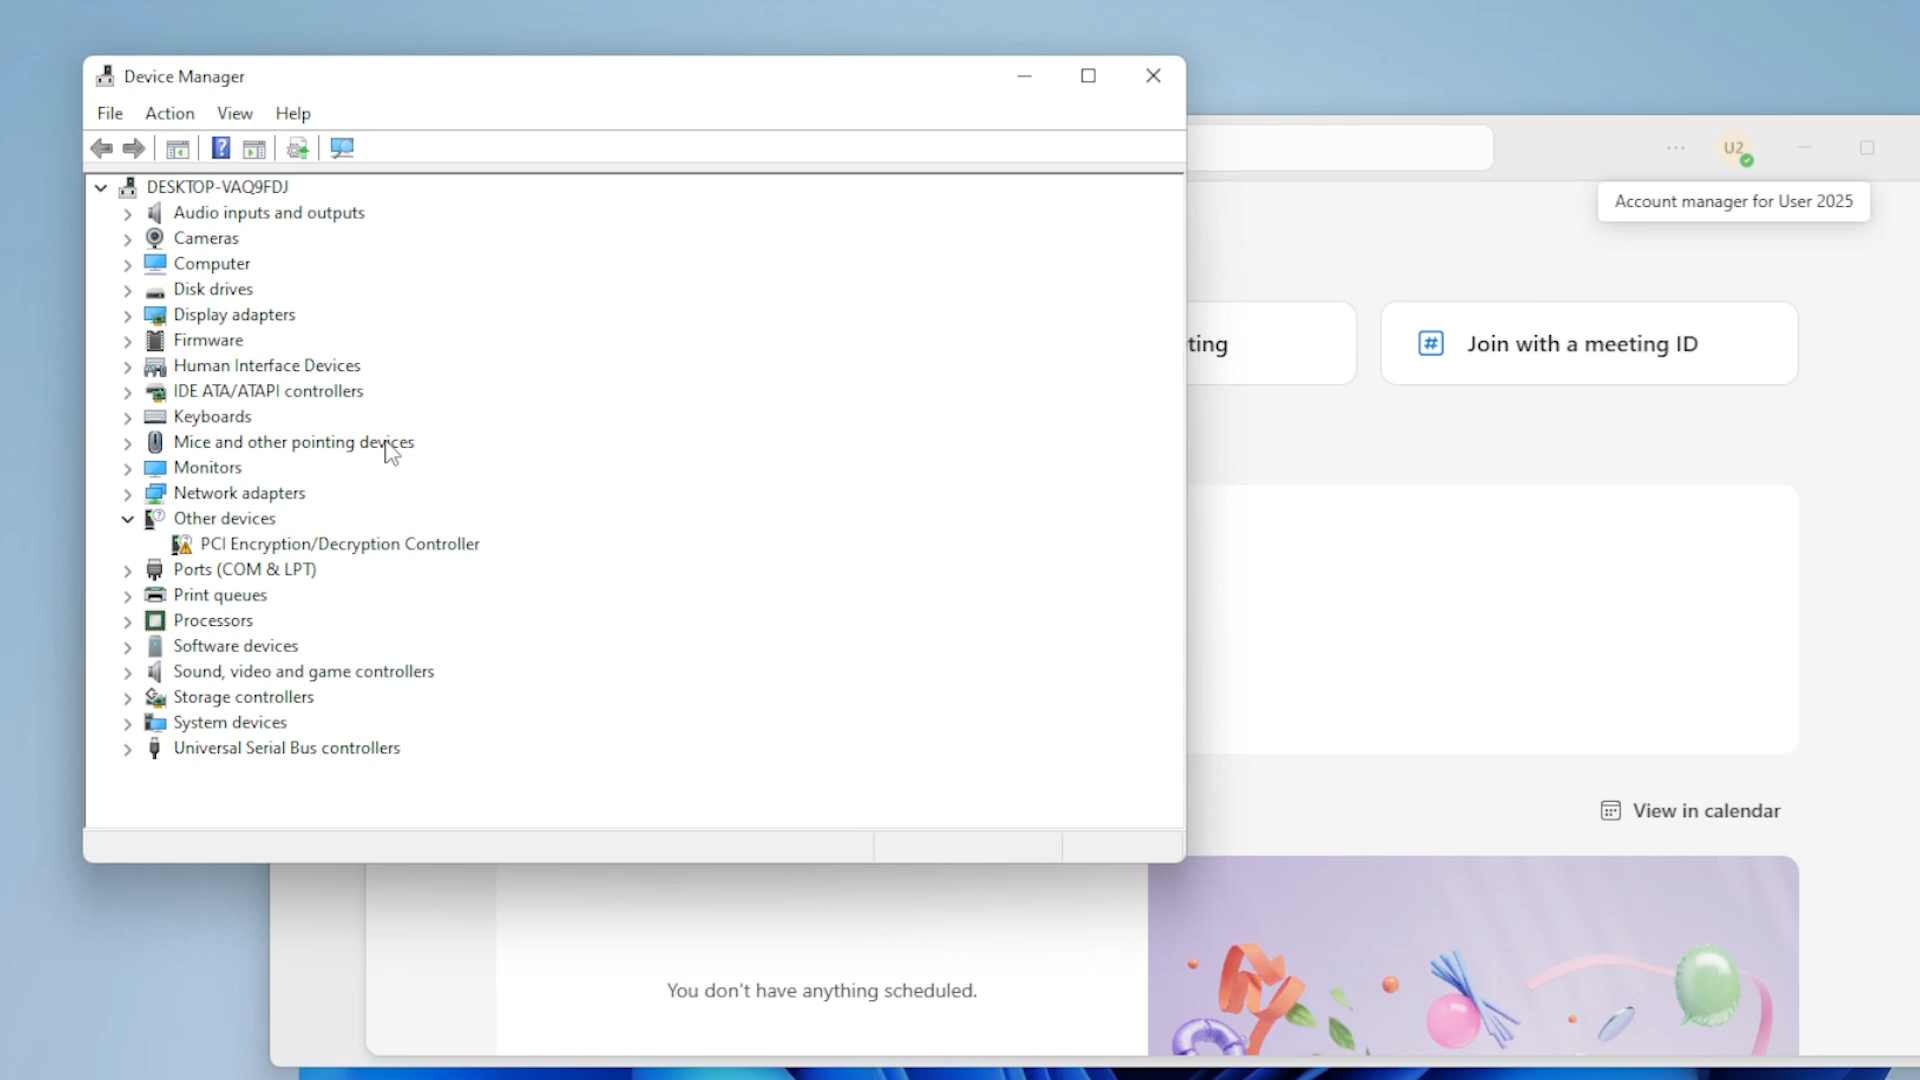 Device Manager
File Action View Help
DESKTOP-VAQ9FDJ
Audio inputs and outputs
Cameras
Computer
Disk drives
Display adapters
Firmware
Human Interface Devices
IDE ATA/ATAPI controllers
Keyboards
Mice and other pointing devices
Monitors
Network adapters
Other devices
PCI Encryption/Decryption Controller
Ports (COM & LPT)
Print queues
Processors
Software devices
Sound, video and game controllers
Storage controllers
System devices
Universal Serial Bus controllers
U2
Account manager for User 2025
ting
# Join with a meeting ID
View in calendar
You don't have anything scheduled.